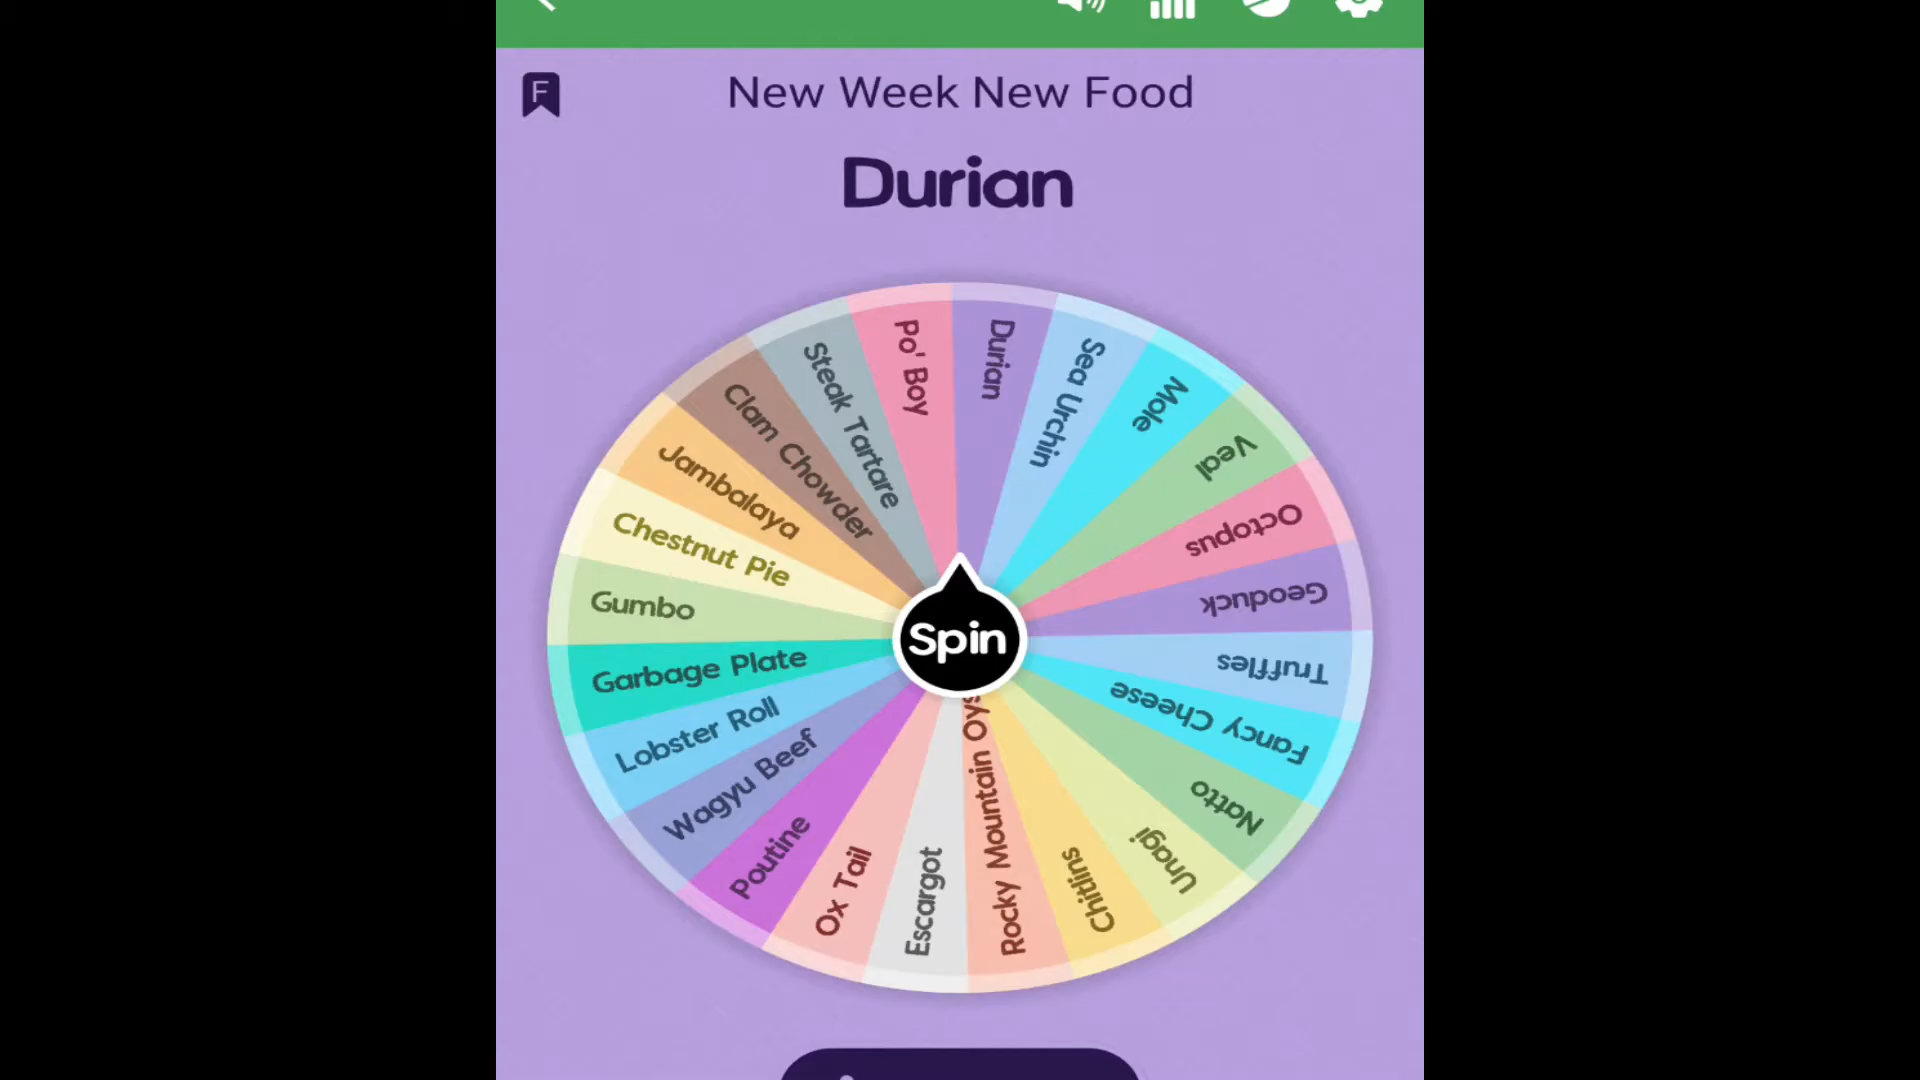 F
New Week New Food
Durian
Po' Boy
Durian
Sea Urchin
Mole
Veal
Octopus
Geoduck
Truffles
Fancy Cheese
Natto
Unagi
Chitlins
Rocky Mountain Oys
Escargot
Ox Tail
Poutine
Wagyu Beef
Lobster Roll
Garbage Plate
Gumbo
Chestnut Pie
Jambalaya
Clam Chowder
Steak Tartare
Spin